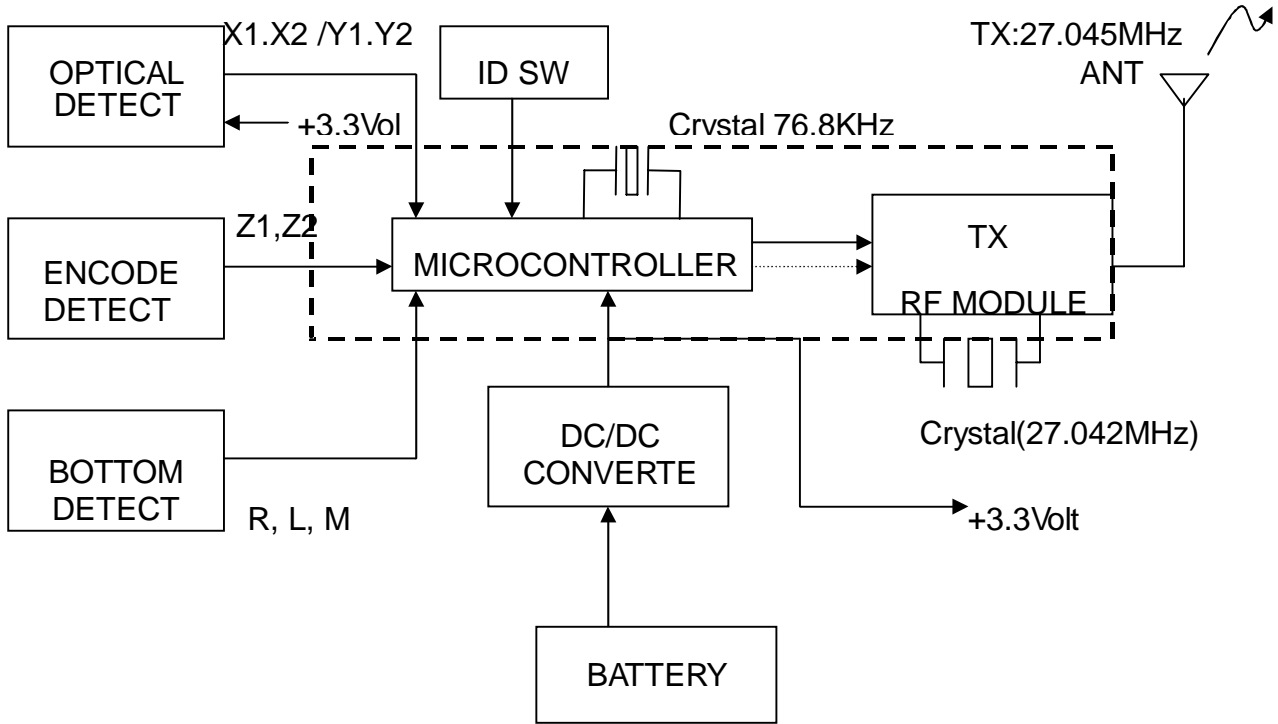 X1.X2 /Y1.Y2
OPTICAL
DETECT
+3.3Vol
ID SW
TX:27.045MHz
ANT
Crystal 76.8KHz
Z1,Z2
ENCODE
DETECT
MICROCONTROLLER
TX
RF MODULE
Crystal(27.042MHz)
BOTTOM
DETECT
R, L, M
DC/DC
CONVERTE
+3.3Volt
BATTERY